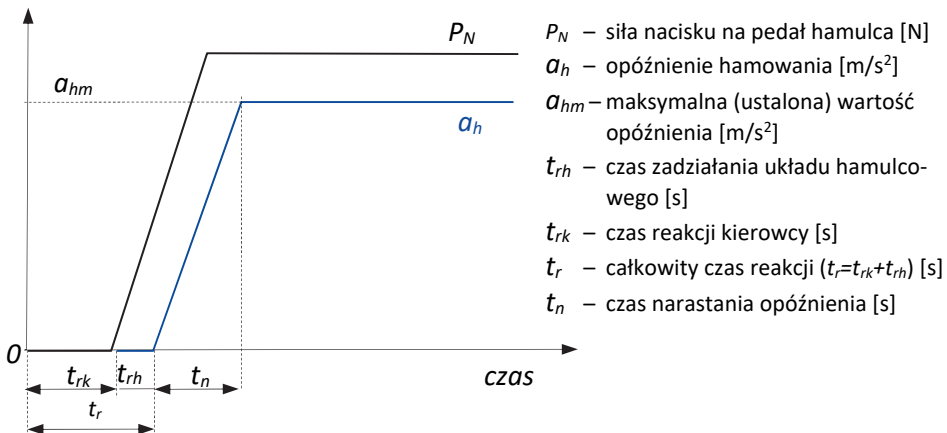 P_N
a_hm
a_h
0
t_rk
t_rh
t_n
czas
t_r
P_N – siła nacisku na pedał hamulca [N]
a_h – opóźnienie hamowania [m/s²]
a_hm – maksymalna (ustalona) wartość
opóźnienia [m/s²]
t_rh – czas zadziałania układu hamulco-
wego [s]
t_rk – czas reakcji kierowcy [s]
t_r – całkowity czas reakcji (t_r=t_rk+t_rh) [s]
t_n – czas narastania opóźnienia [s]